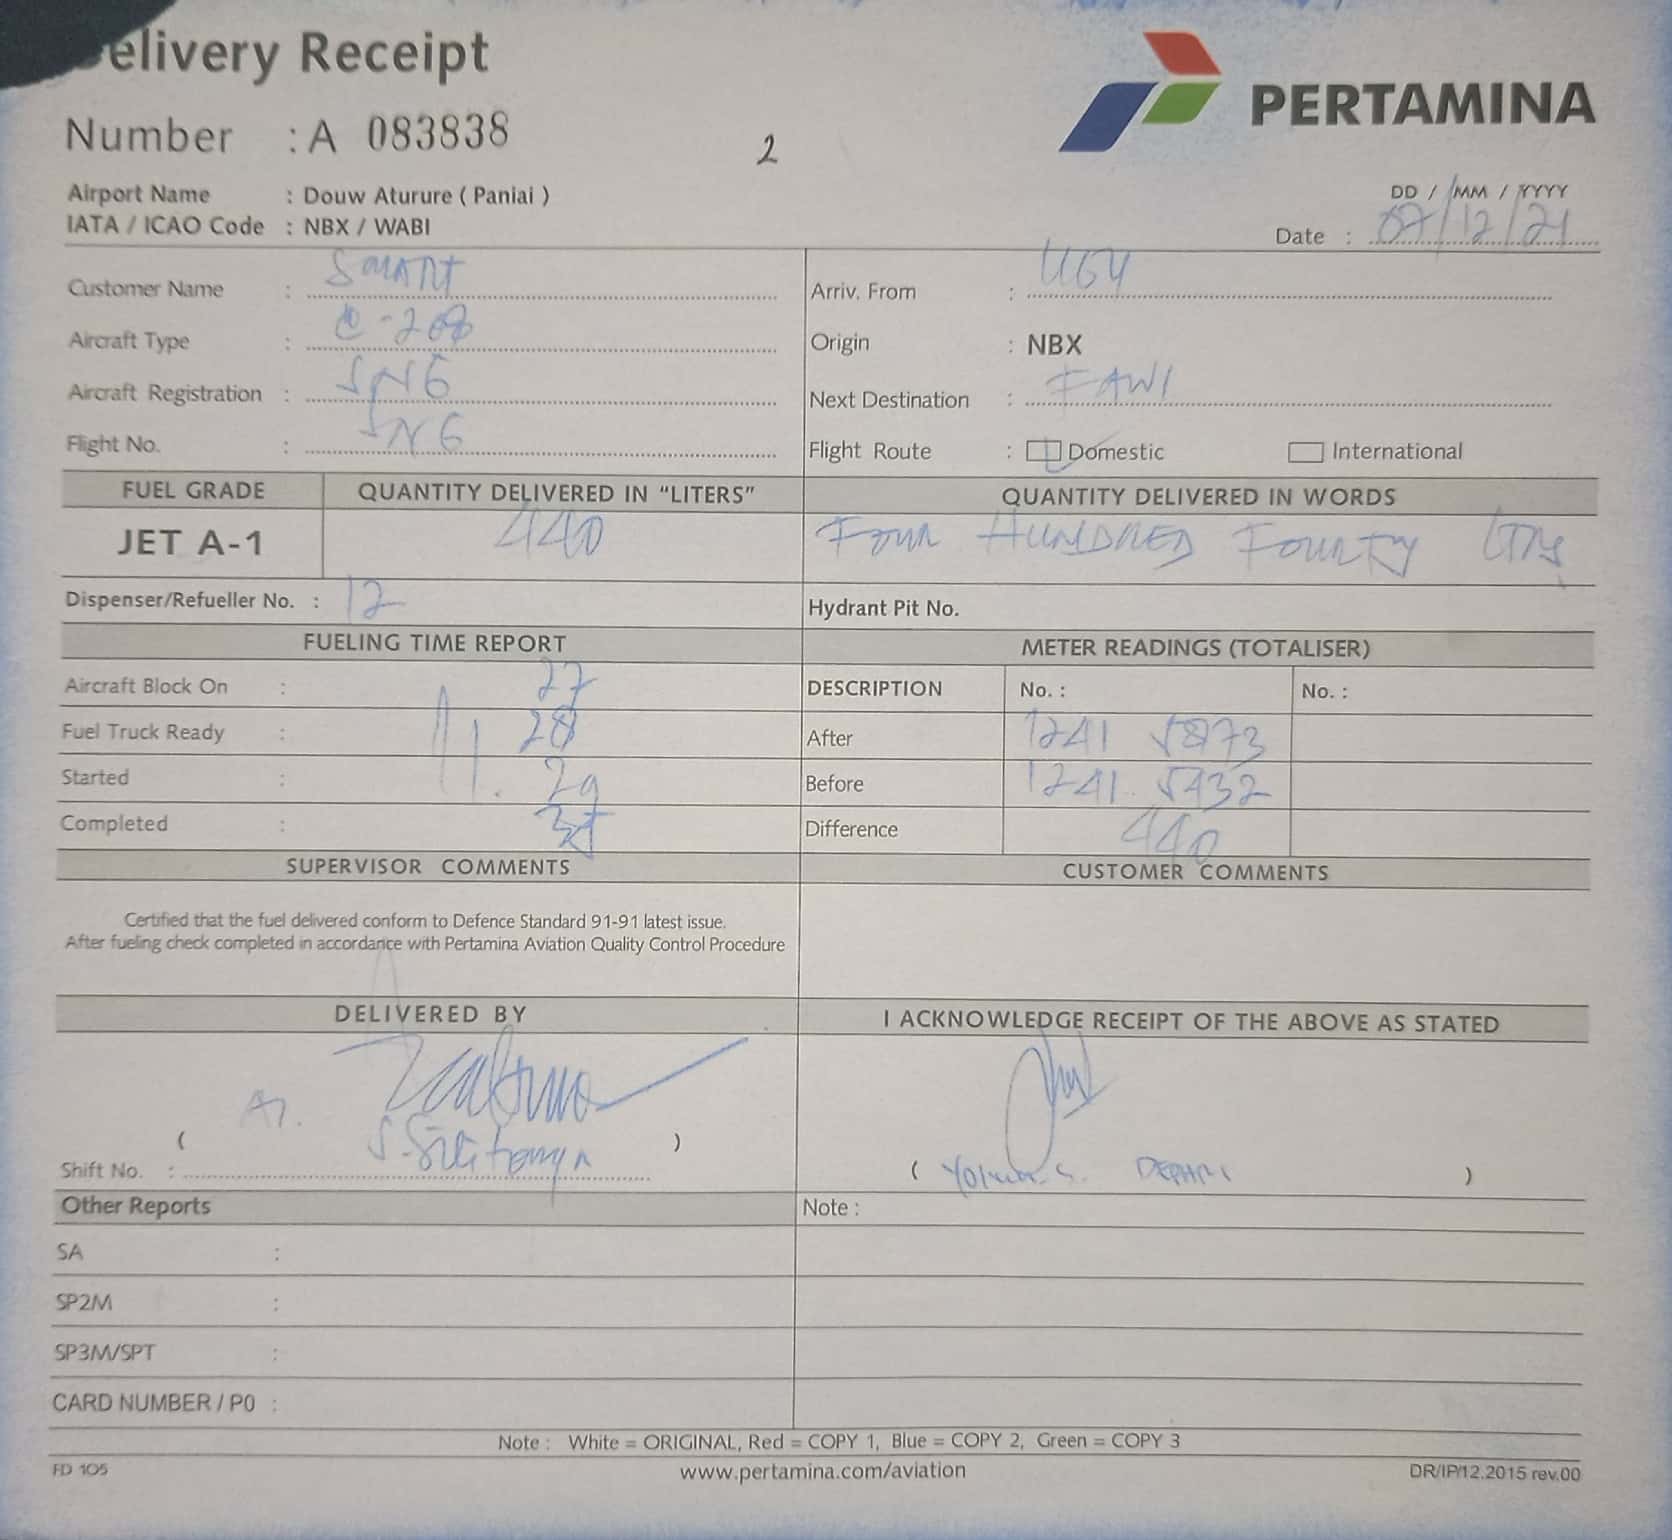 elivery Receipt
PERTAMINA
Number : A 083838
2
Airport Name : Douw Aturure ( Paniai )
IATA / ICAO Code : NBX / WABI
DD / MM / YYYY
Date : 07/12/21
Customer Name : SMART
Arriv. From : UGU
Aircraft Type : C-208
Origin : NBX
Aircraft Registration : SNG
Next Destination : FAWI
Flight No. : SNG
Flight Route : Domestic International
FUEL GRADE QUANTITY DELIVERED IN “LITERS” QUANTITY DELIVERED IN WORDS
JET A-1 440 FOUR HUNDRED FOURTY LTRS
Dispenser/Refueller No. : 12
Hydrant Pit No.
FUELING TIME REPORT METER READINGS (TOTALISER)
Aircraft Block On : 27
DESCRIPTION No. : No. :
Fuel Truck Ready : 28
After 1241 5873
Started : 29
Before 1241. 5432
Completed :
Difference 440
SUPERVISOR COMMENTS CUSTOMER COMMENTS
Certified that the fuel delivered conform to Defence Standard 91-91 latest issue.
After fueling check completed in accordance with Pertamina Aviation Quality Control Procedure
DELIVERED BY I ACKNOWLEDGE RECEIPT OF THE ABOVE AS STATED
( )
Shift No. :
( )
Other Reports Note :
SA :
SP2M :
SP3M/SPT :
CARD NUMBER / P0 :
Note : White = ORIGINAL, Red = COPY 1, Blue = COPY 2, Green = COPY 3
FD 105 www.pertamina.com/aviation DR/IP/12.2015 rev.00